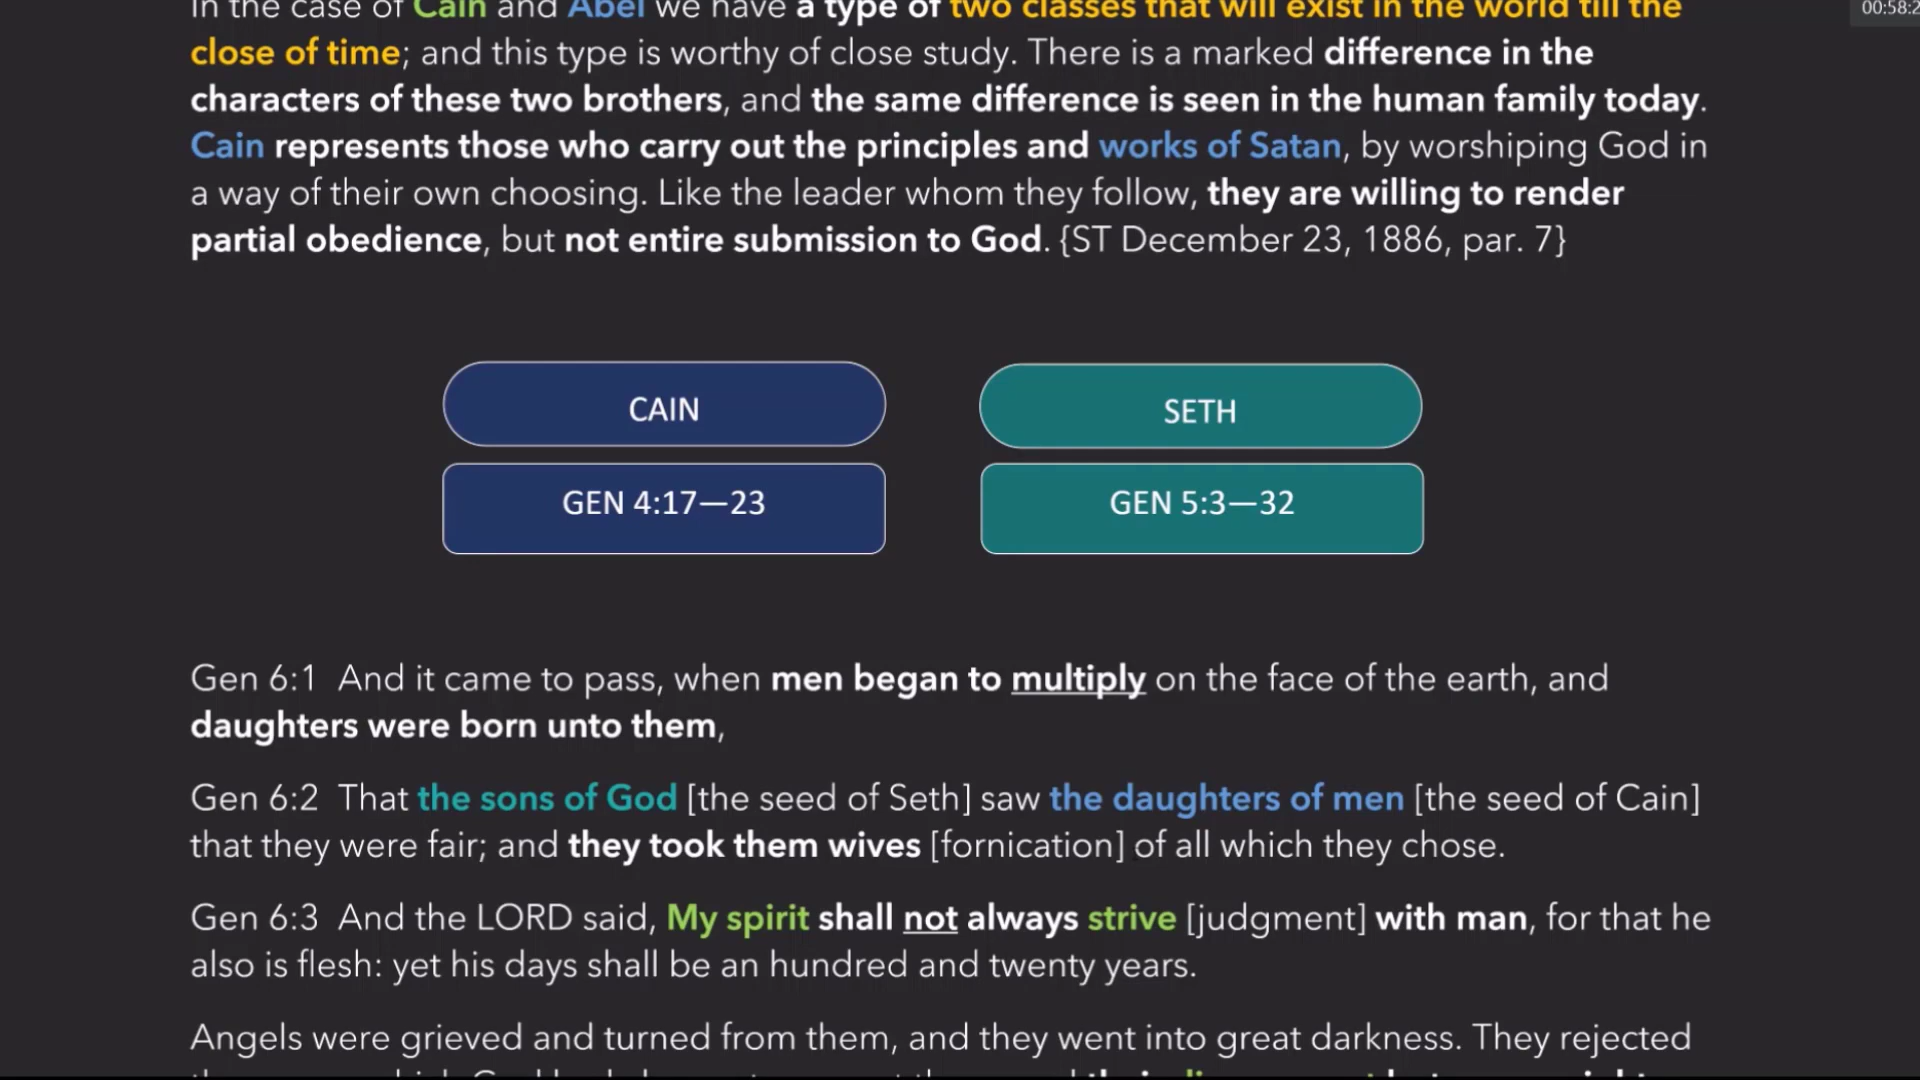 In the case of Cain and Abel we have a type of two classes that will exist in the world till the
00:58:2
close of time; and this type is worthy of close study. There is a marked difference in the
characters of these two brothers, and the same difference is seen in the human family today.
Cain represents those who carry out the principles and works of Satan, by worshiping God in
a way of their own choosing. Like the leader whom they follow, they are willing to render
partial obedience, but not entire submission to God. {ST December 23, 1886, par. 7}
CAIN
SETH
GEN 4:17—23
GEN 5:3—32
Gen 6:1 And it came to pass, when men began to multiply on the face of the earth, and
daughters were born unto them,
Gen 6:2 That the sons of God [the seed of Seth] saw the daughters of men [the seed of Cain]
that they were fair; and they took them wives [fornication] of all which they chose.
Gen 6:3 And the LORD said, My spirit shall not always strive [judgment] with man, for that he
also is flesh: yet his days shall be an hundred and twenty years.
Angels were grieved and turned from them, and they went into great darkness. They rejected